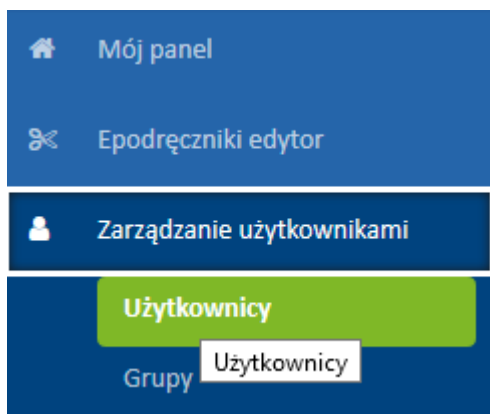 Mój panel
Epodręczniki edytor
Zarządzanie użytkownikami
Użytkownicy
Użytkownicy
Grupy